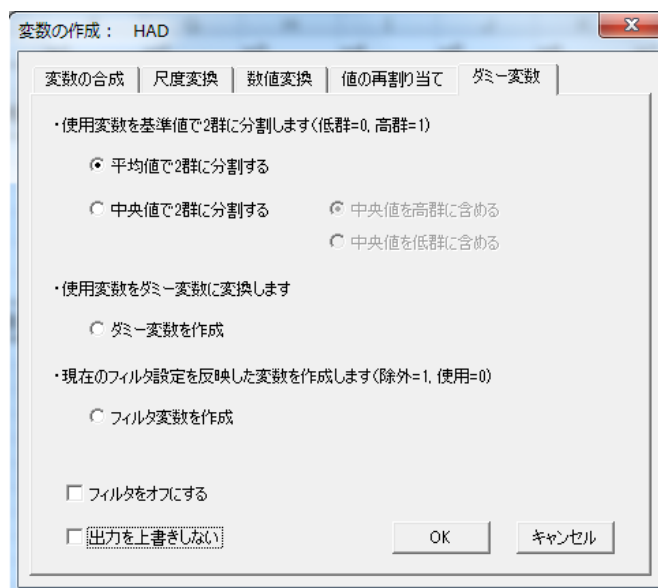 変数の作成： HAD
変数の合成 尺度変換 数値変換 値の再割り当て ダミー変数
・使用変数を基準値で2群に分割します(低群=0, 高群=1)
平均値で2群に分割する
中央値で2群に分割する 中央値を高群に含める
中央値を低群に含める
・使用変数をダミー変数に変換します
ダミー変数を作成
・現在のフィルタ設定を反映した変数を作成します(除外=1, 使用=0)
フィルタ変数を作成
フィルタをオフにする
出力を上書きしない OK キャンセル